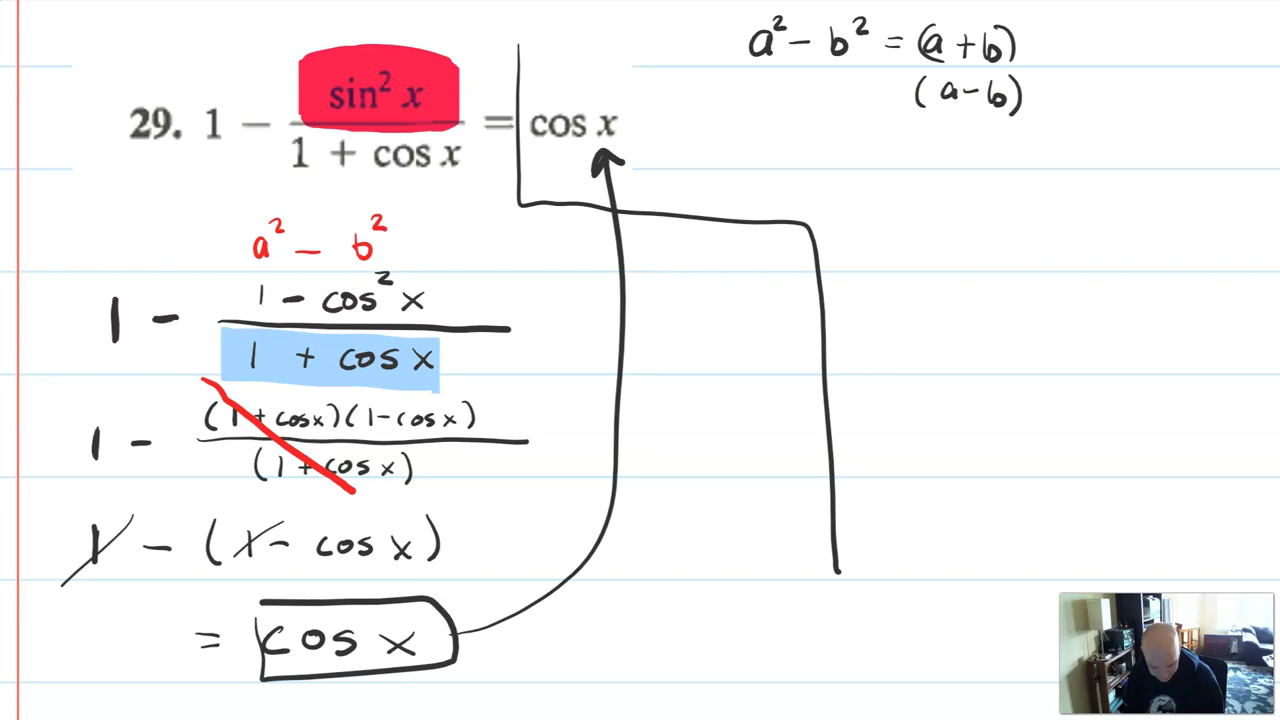 a² - b² = (a + b)
(a - b)
29. 1 - sin² x / 1 + cos x = cos x
a² - b²
1 - 1 - cos² x / 1 + cos x
1 - (1 + cos x)(1 - cos x) / (1 + cos x)
1 - (1 - cos x)
= cos x